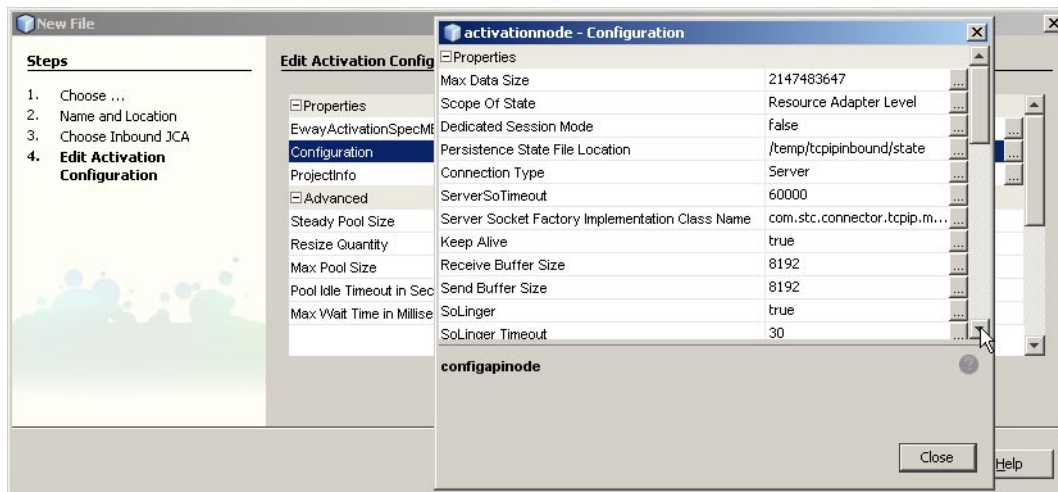 New File
Steps
1. Choose ...
2. Name and Location
3. Choose Inbound JCA
4. Edit Activation
Configuration
Edit Activation Config
Properties
EwayActivationSpecME
Configuration
ProjectInfo
Advanced
Steady Pool Size
Resize Quantity
Max Pool Size
Pool Idle Timeout in Sec
Max Wait Time in Millise
activationnode - Configuration
Properties
Max Data Size 2147483647 ...
Scope Of State Resource Adapter Level ...
Dedicated Session Mode false ...
Persistence State File Location /temp/tcpipinbound/state ...
Connection Type Server ...
ServerSoTimeout 60000 ...
Server Socket Factory Implementation Class Name com.stc.connector.tcpip.m... ...
Keep Alive true ...
Receive Buffer Size 8192 ...
Send Buffer Size 8192 ...
SoLinger true ...
SoLinger Timeout 30 ...
configapinode
Close
Help